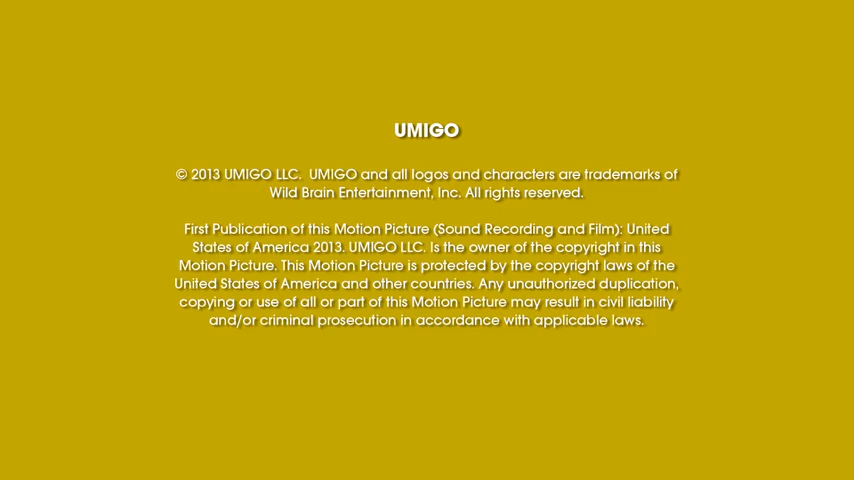 UMIGO
© 2013 UMIGO LLC.  UMIGO and all logos and characters are trademarks of
Wild Brain Entertainment, Inc. All rights reserved.
First Publication of this Motion Picture (Sound Recording and Film): United
States of America 2013. UMIGO LLC. Is the owner of the copyright in this
Motion Picture. This Motion Picture is protected by the copyright laws of the
United States of America and other countries. Any unauthorized duplication,
copying or use of all or part of this Motion Picture may result in civil liability
and/or criminal prosecution in accordance with applicable laws.